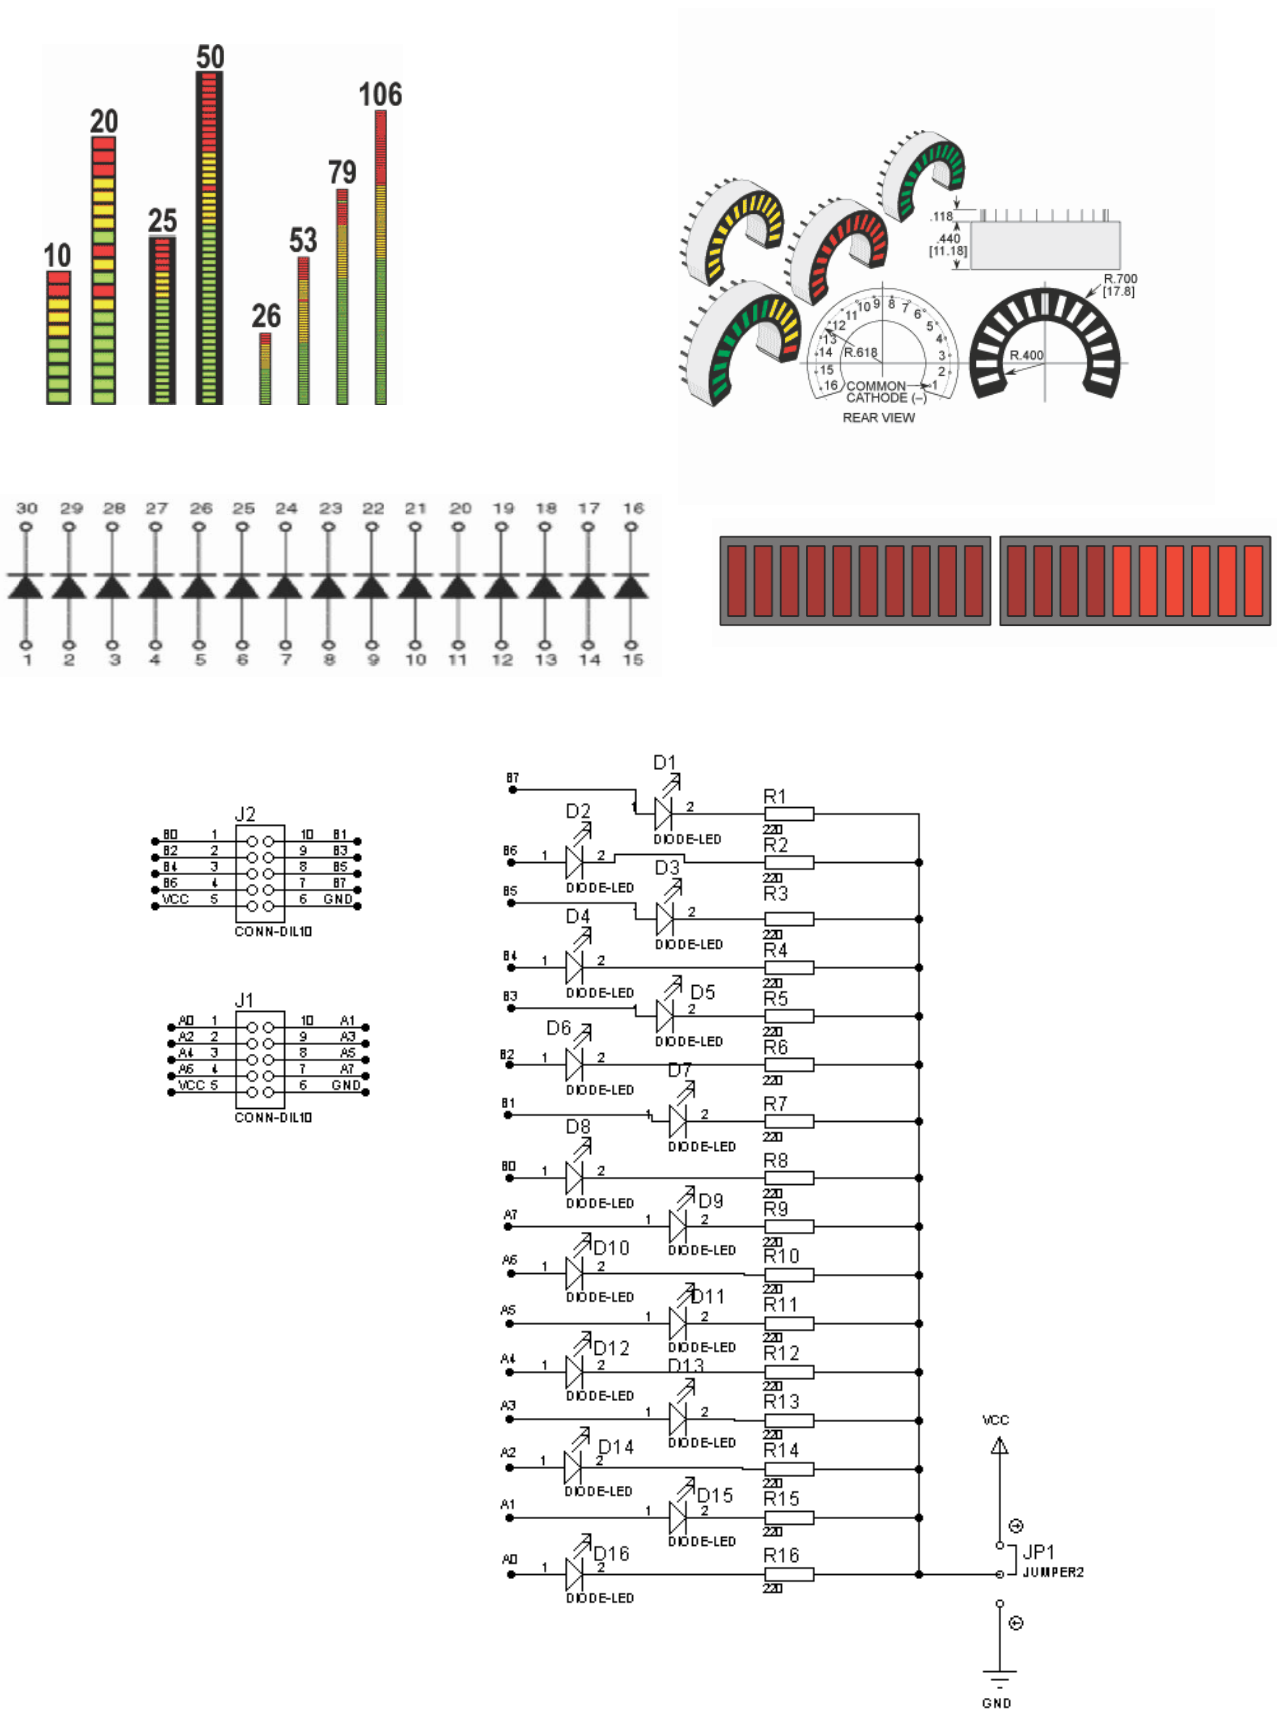 50
106
20
79
25
53
10
26
.118
.440
[11.18]
R.700
[17.8]
1 2 3 4 5 6 7 8 9 10 11 12 13 14 15 16
R.618
R.400
COMMON
CATHODE (–)
REAR VIEW
30 29 28 27 26 25 24 23 22 21 20 19 18 17 16
1 2 3 4 5 6 7 8 9 10 11 12 13 14 15
J2
B0 1 10 B1
B2 2 9 B3
B4 3 8 B5
B6 4 7 B7
VCC 5 6 GND
CONN-DIL10
J1
A0 1 10 A1
A2 2 9 A3
A4 3 8 A5
A6 4 7 A7
VCC 5 6 GND
CONN-DIL10
B7 1 D1 2 R1
DIODE-LED 220
B6 1 D2 2 R2
DIODE-LED 220
B5 1 D3 2 R3
DIODE-LED 220
B4 1 D4 2 R4
DIODE-LED 220
B3 1 D5 2 R5
DIODE-LED 220
B2 1 D6 2 R6
DIODE-LED 220
B1 1 D7 2 R7
DIODE-LED 220
B0 1 D8 2 R8
DIODE-LED 220
A7 1 D9 2 R9
DIODE-LED 220
A6 1 D10 2 R10
DIODE-LED 220
A5 1 D11 2 R11
DIODE-LED 220
A4 1 D12 2 R12
DIODE-LED 220
A3 1 D13 2 R13
DIODE-LED 220
A2 1 D14 2 R14
DIODE-LED 220
A1 1 D15 2 R15
DIODE-LED 220
A0 1 D16 2 R16
DIODE-LED 220
VCC
JP1
JUMPER2
GND